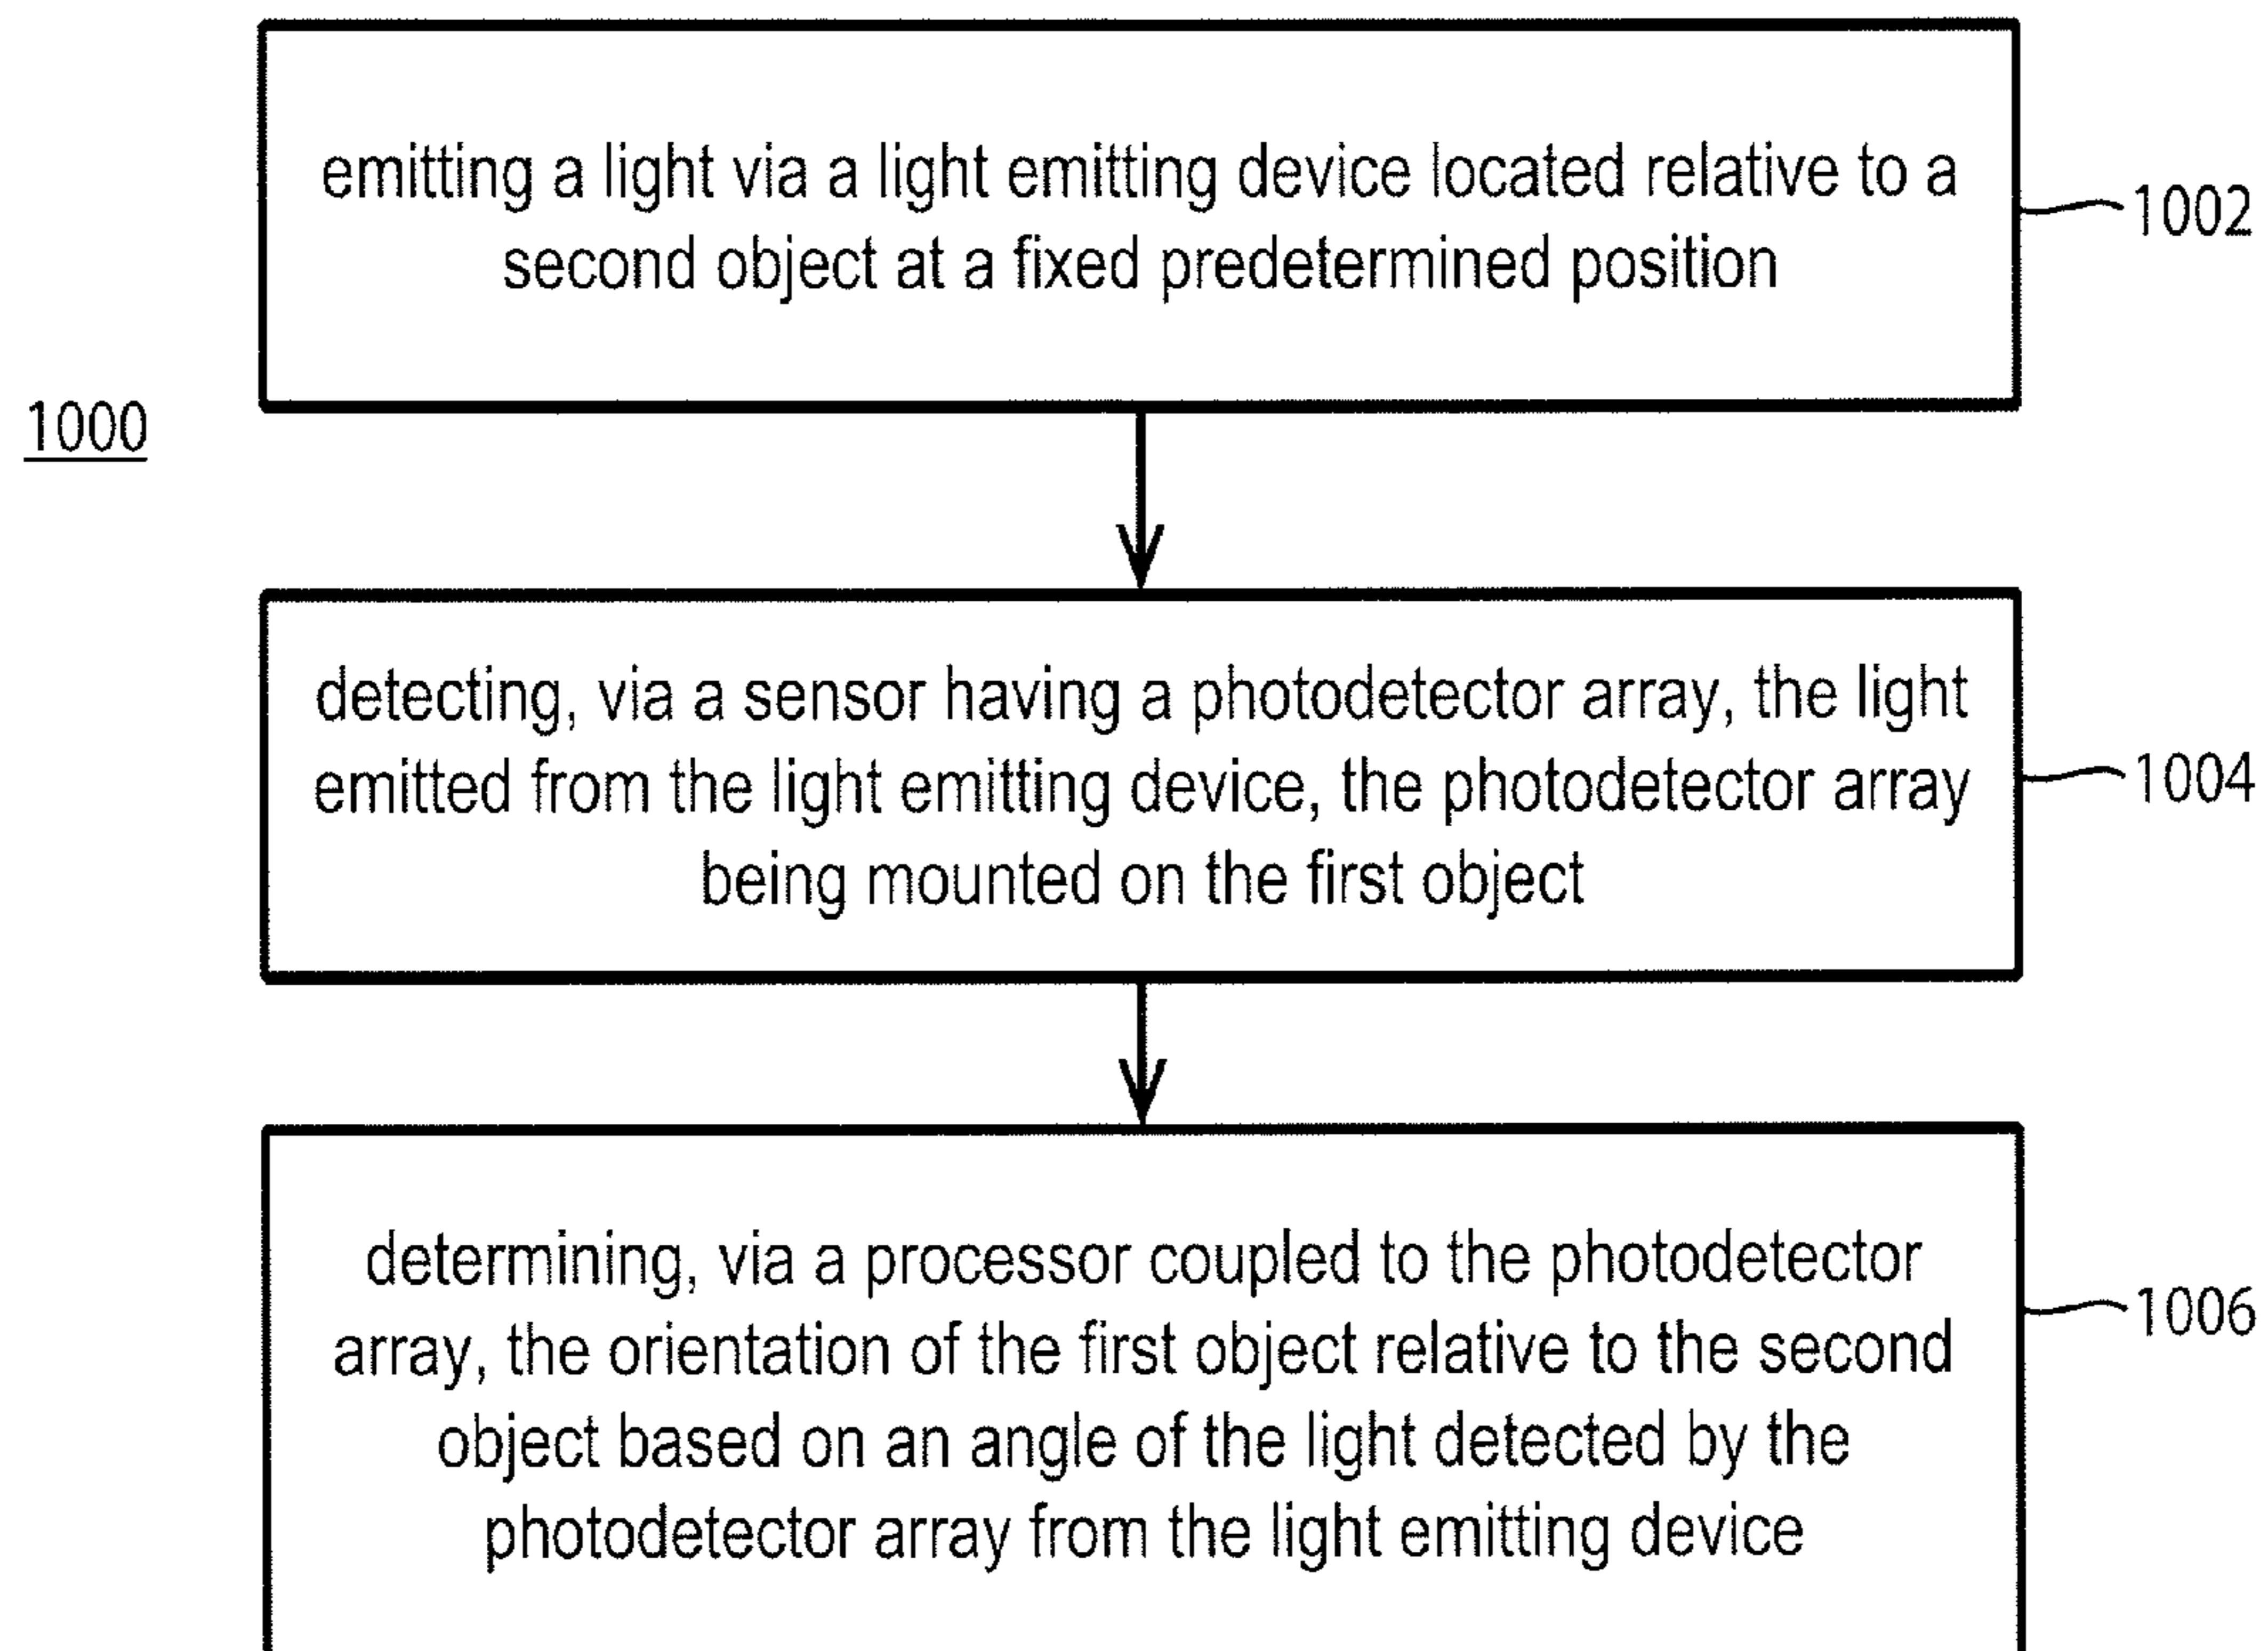 emitting a light via a light emitting device located relative to a
second object at a fixed predetermined position
1002
1000
detecting, via a sensor having a photodetector array, the light
emitted from the light emitting device, the photodetector array
being mounted on the first object
1004
determining, via a processor coupled to the photodetector
array, the orientation of the first object relative to the second
object based on an angle of the light detected by the
photodetector array from the light emitting device
1006